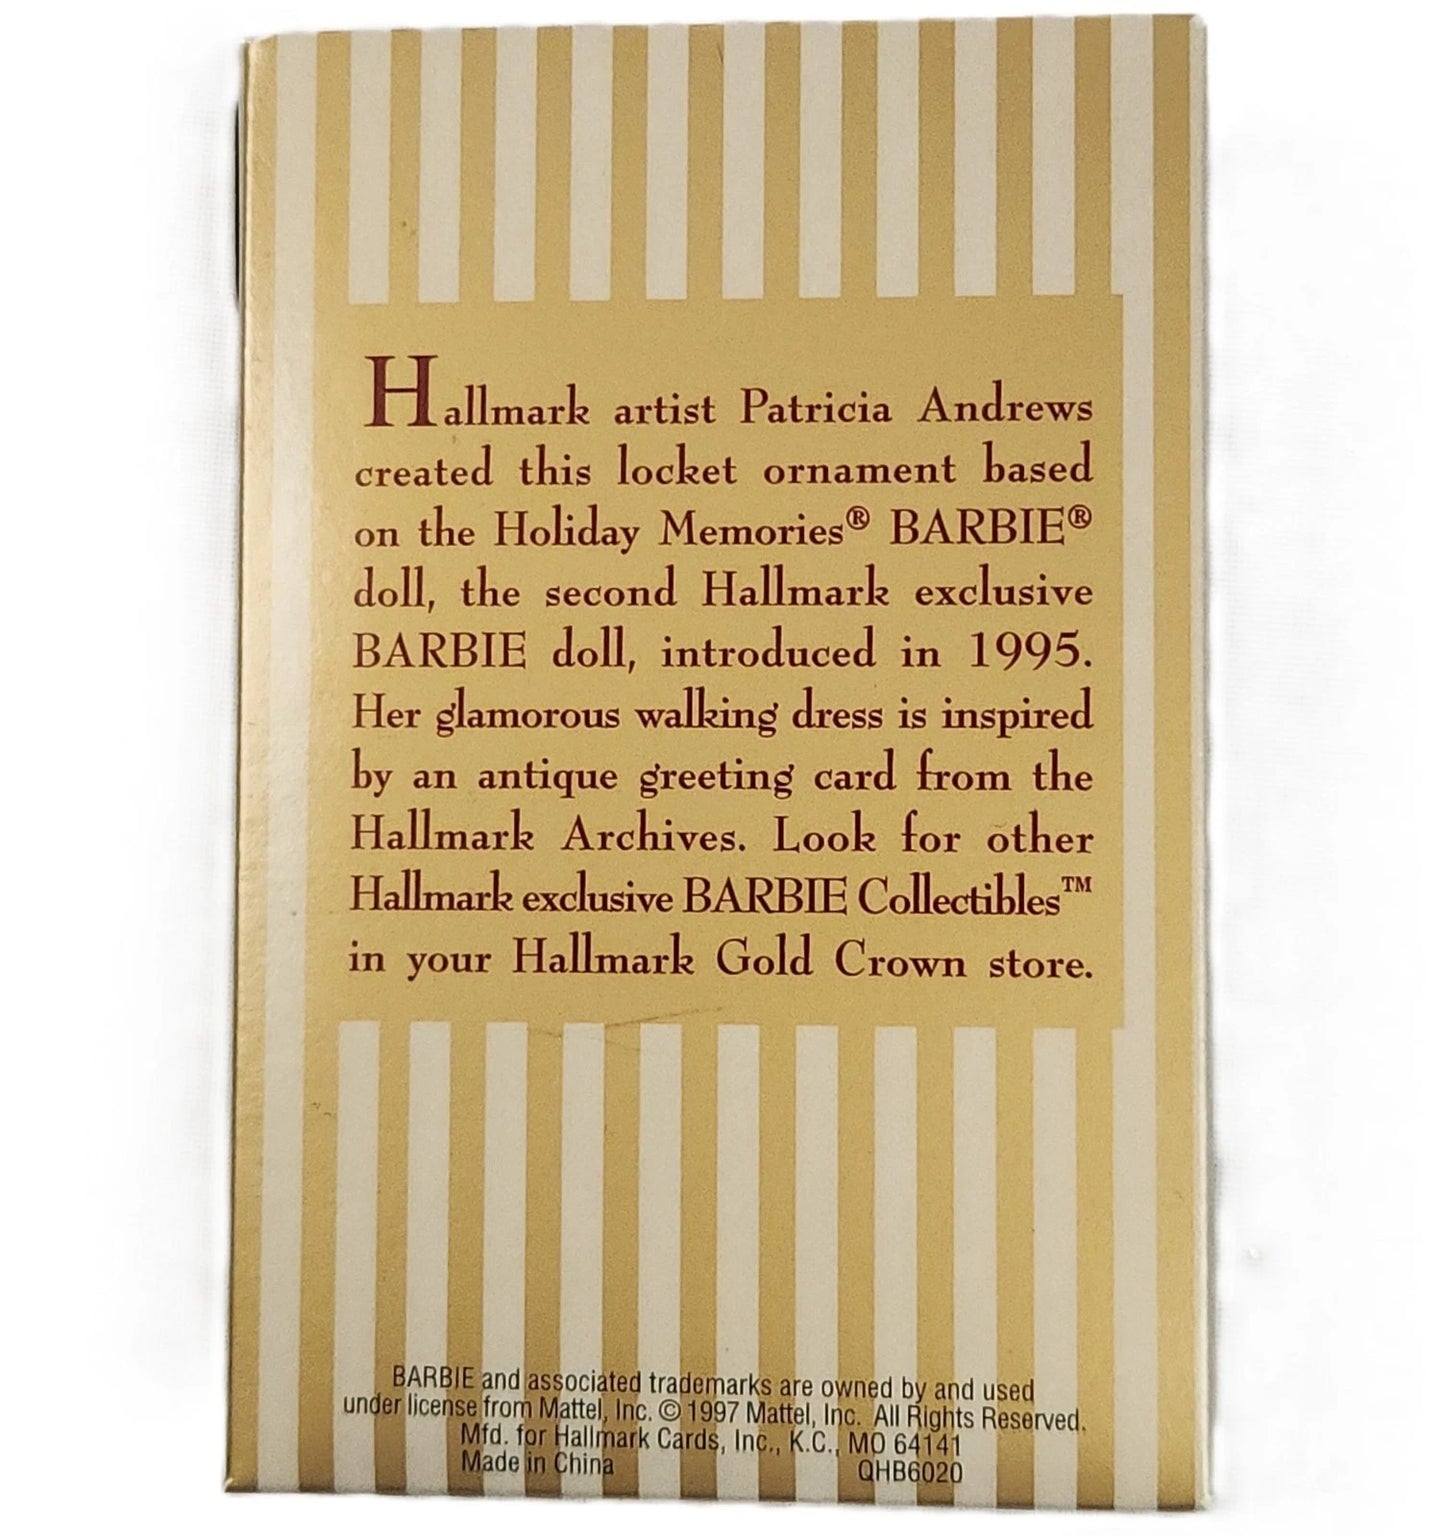 Hallmark artist Patricia Andrews
created this locket ornament based
on the Holiday Memories® BARBIE®
doll, the second Hallmark exclusive
BARBIE doll, introduced in 1995.
Her glamorous walking dress is inspired
by an antique greeting card from the
Hallmark Archives. Look for other
Hallmark exclusive BARBIE Collectibles™
in your Hallmark Gold Crown store.
BARBIE and associated trademarks are owned by and used
under license from Mattel, Inc. © 1997 Mattel, Inc. All Rights Reserved.
Mfd. for Hallmark Cards, Inc., K.C., MO 64141
Made in China QHB6020